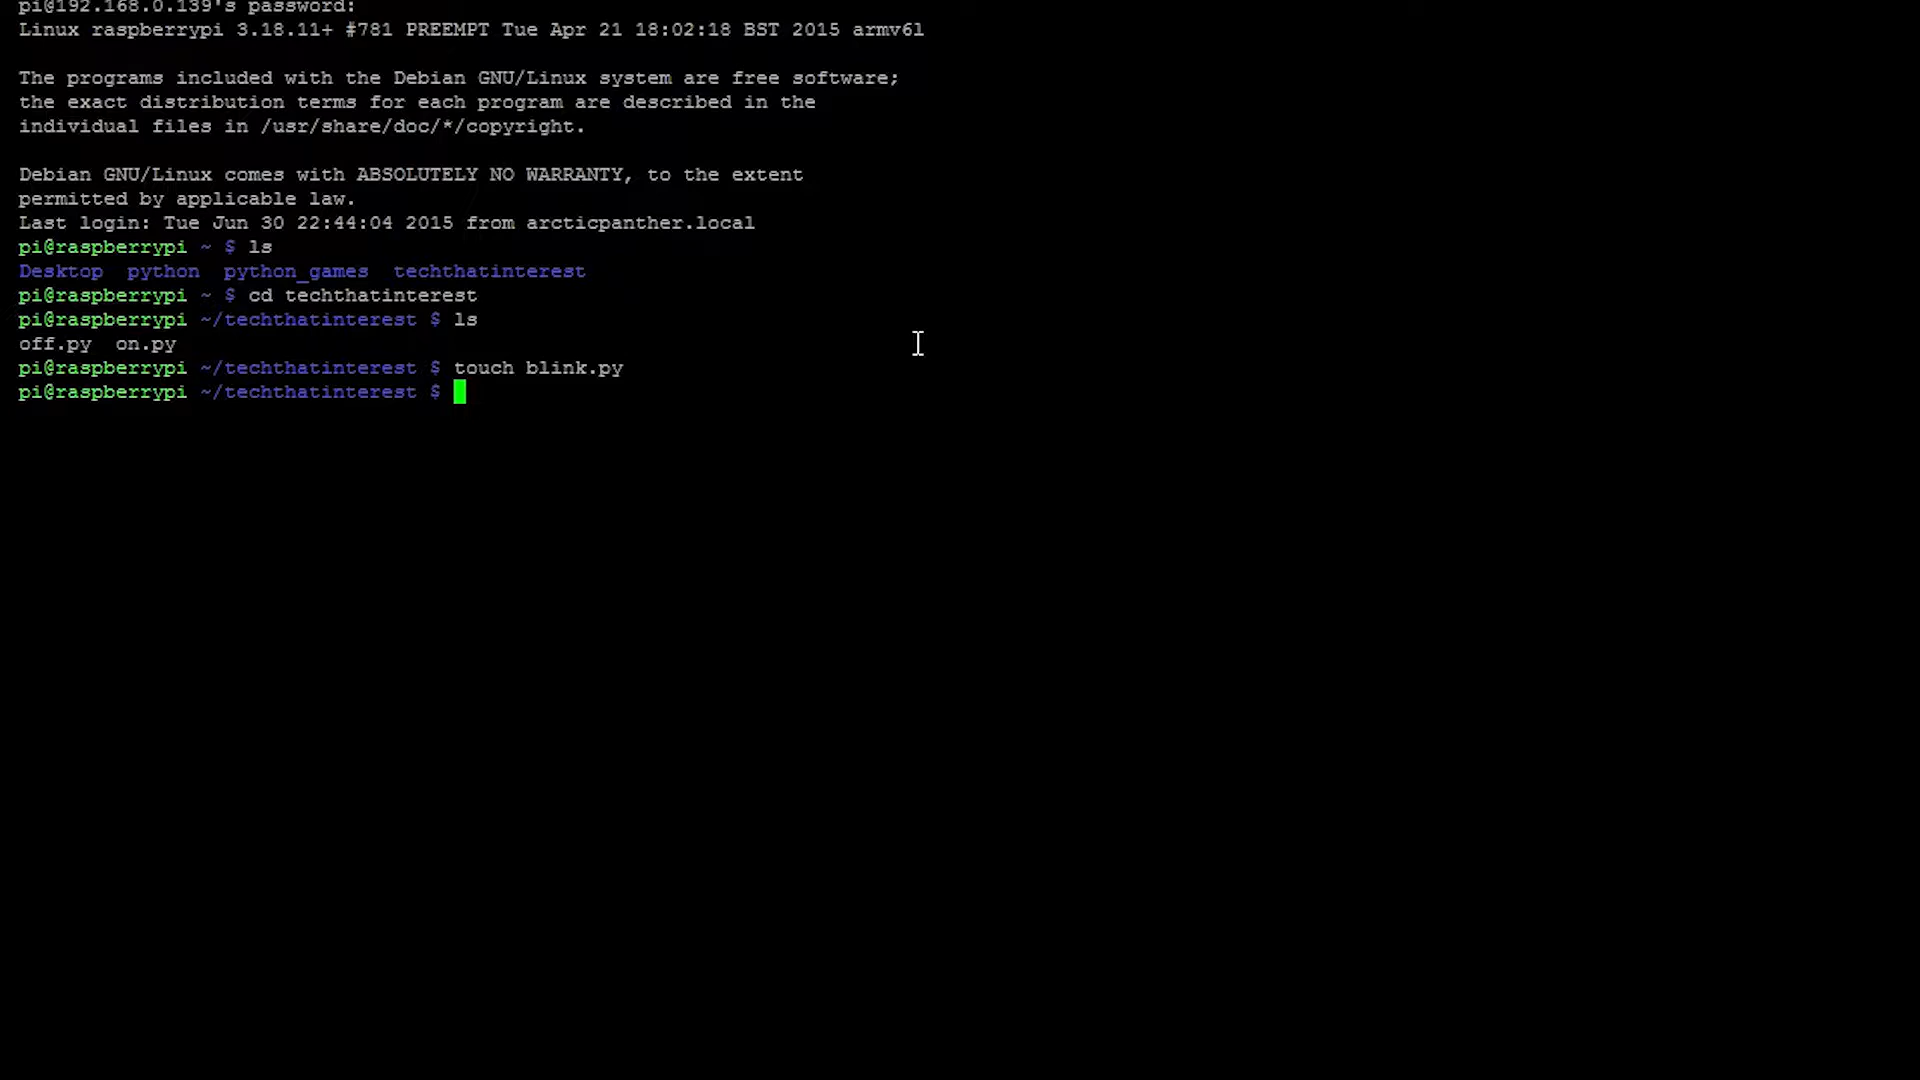 pi@192.168.0.139's password:
Linux raspberrypi 3.18.11+ #781 PREEMPT Tue Apr 21 18:02:18 BST 2015 armv6l
The programs included with the Debian GNU/Linux system are free software;
the exact distribution terms for each program are described in the
individual files in /usr/share/doc/*/copyright.
Debian GNU/Linux comes with ABSOLUTELY NO WARRANTY, to the extent
permitted by applicable law.
Last login: Tue Jun 30 22:44:04 2015 from arcticpanther.local
pi@raspberrypi ~ $ ls
Desktop  python  python_games  techthatinterest
pi@raspberrypi ~ $ cd techthatinterest
pi@raspberrypi ~/techthatinterest $ ls
off.py  on.py
pi@raspberrypi ~/techthatinterest $ touch blink.py
pi@raspberrypi ~/techthatinterest $